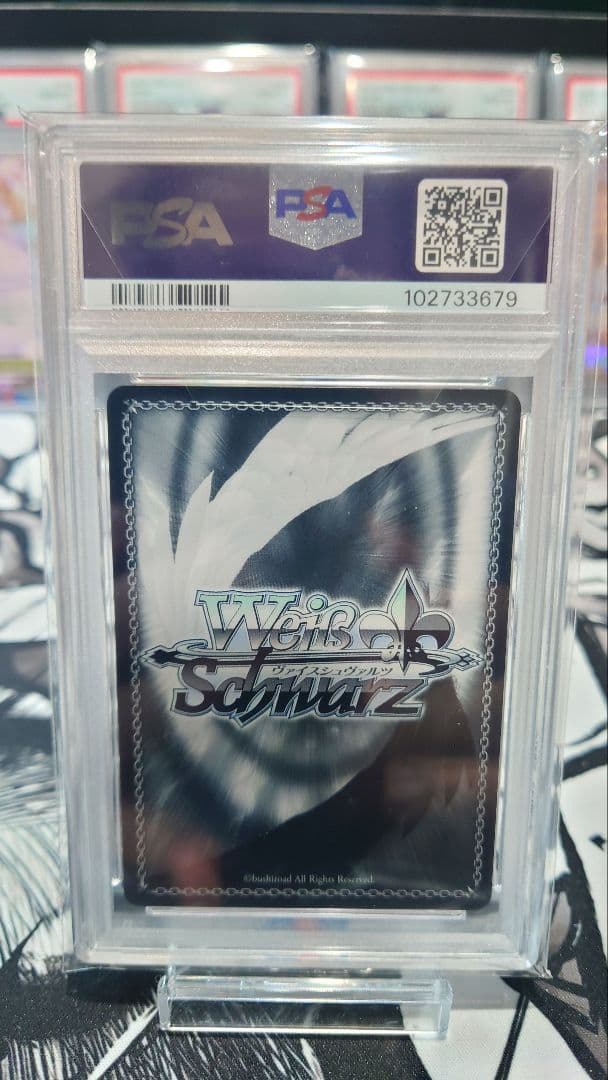 PSA
PSA
102733679
Weiß
ヴァイスシュヴァルツ
Schwarz
©bushiroad All Rights Reserved.